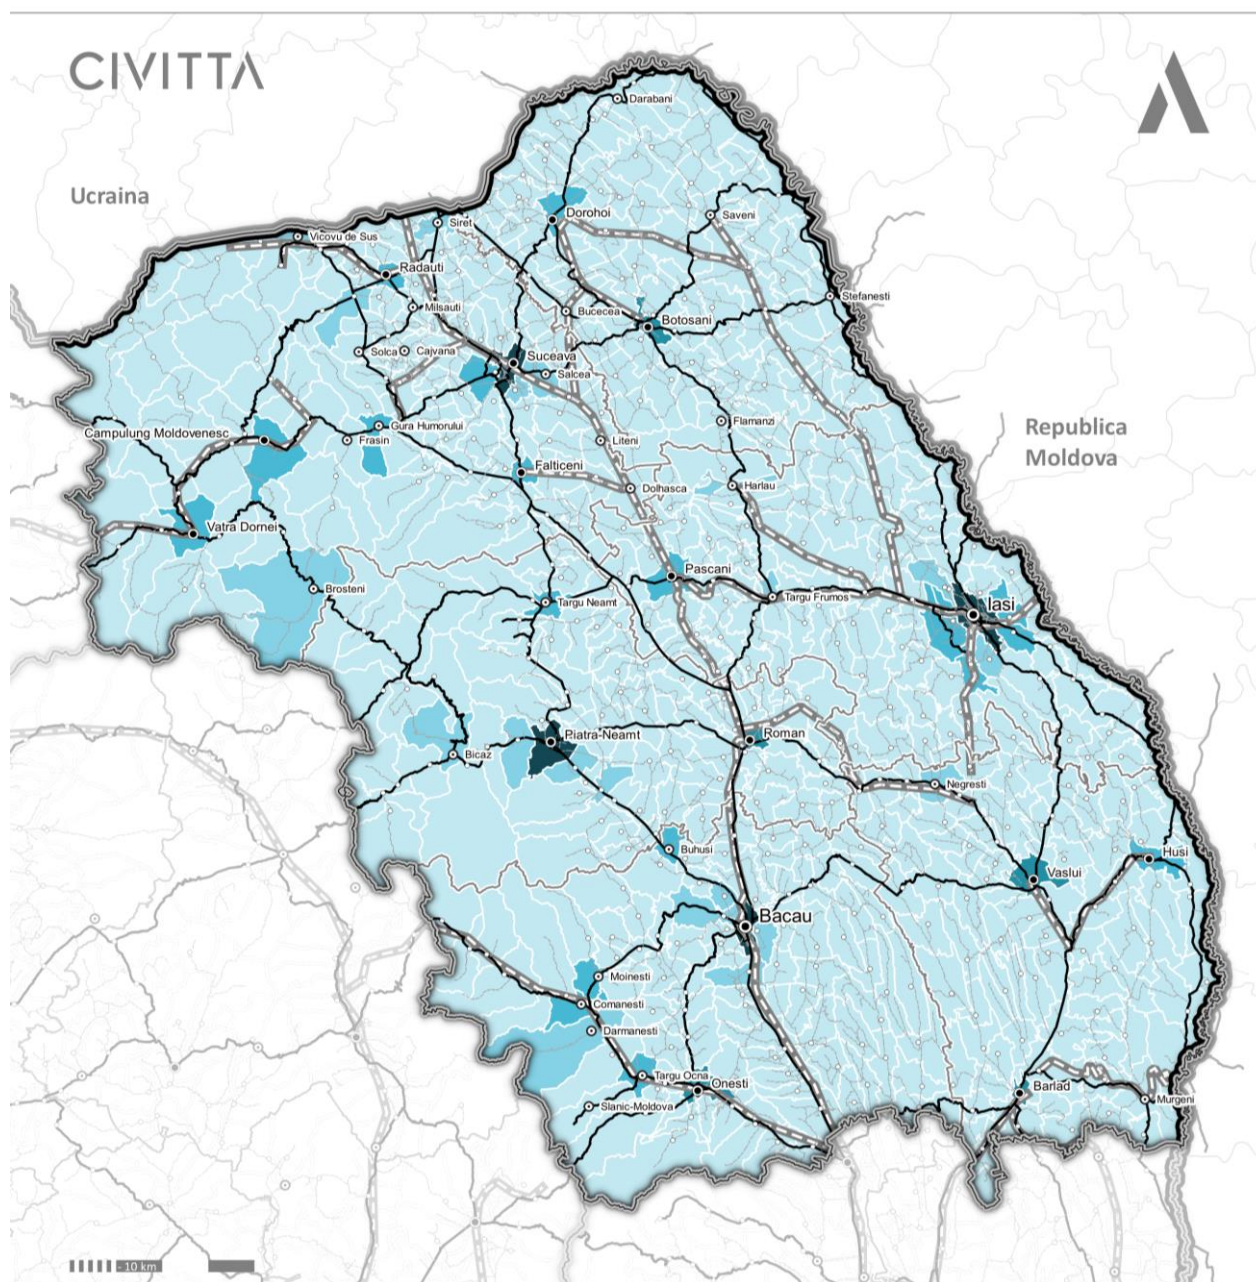 CIVITTA
Darabani
Ucraina
Dorohoi
Saveni
Siret
Vicovu de Sus
Radauti
Stefanesti
Milsauti
Bucecea
Botosani
Suceava
Solca
Cajvana
Salcea
Flamanzi
Gura Humorului
Campulung Moldovenesc
Frasin
Liteni
Republica
Moldova
Falticeni
Dolhasca
Harlau
Vatra Dornei
Pascani
Brosteni
Targu Neamt
Targu Frumos
Iasi
Piatra-Neamt
Roman
Bicaz
Negresti
Buhusi
Husi
Vaslui
Bacau
Moinesti
Comanesti
Darmanesti
Targu Ocna
Onesti
Barlad
Slanic-Moldova
Murgeni
- 10 km